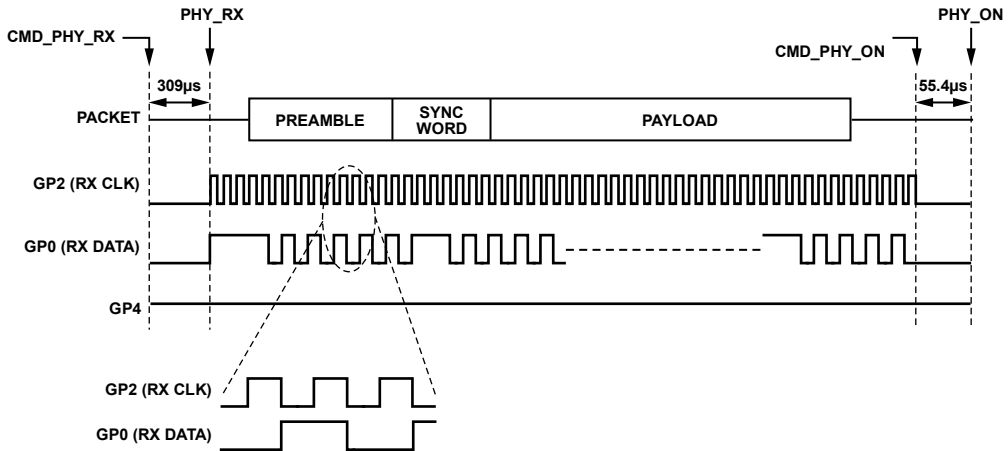 PHY_RX
PHY_ON
CMD_PHY_RX
CMD_PHY_ON
309µs
55.4µs
PACKET
PREAMBLE
SYNC
WORD
PAYLOAD
GP2 (RX CLK)
GP0 (RX DATA)
GP4
GP2 (RX CLK)
GP0 (RX DATA)